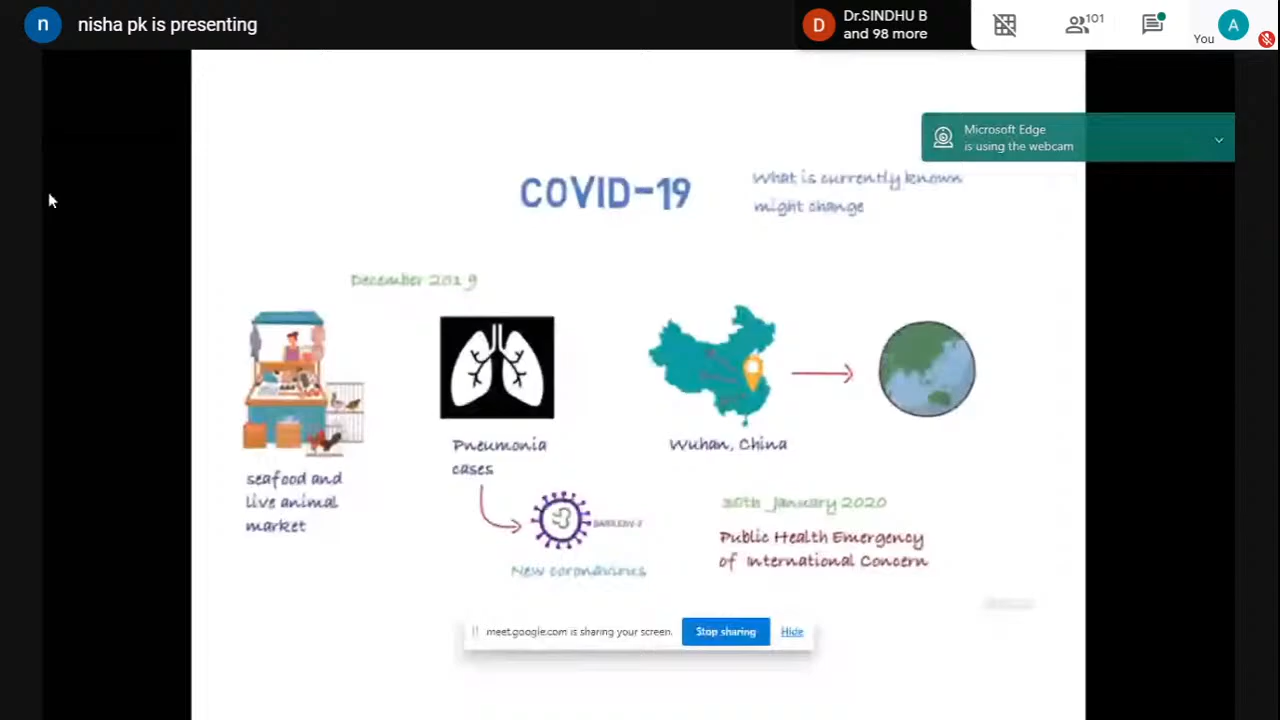 n
nisha pk is presenting
D
Dr.SINDHU B
and 98 more
101
You
A
Microsoft Edge
is using the webcam
COVID-19
What is currently known
might change
December 2019
seafood and
live animal
market
Pneumonia
cases
Wuhan, China
New coronavirus
30th January 2020
Public Health Emergency
of International Concern
meet.google.com is sharing your screen.
Stop sharing
Hide